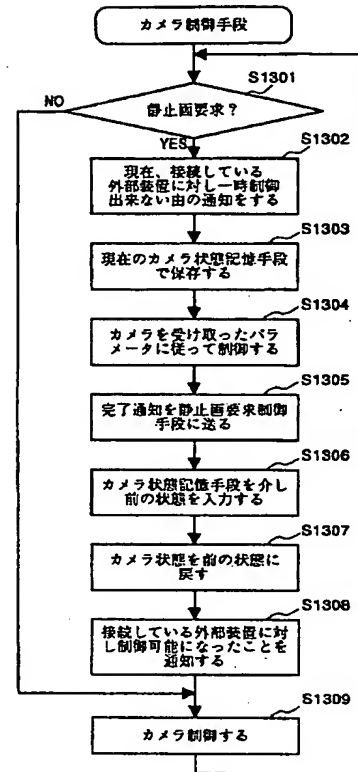 カメラ制御手段
S1301
NO
静止画要求？
YES
S1302
現在、接続している
外部装置に対し一時制御
出来ない由の通知をする
S1303
現在のカメラ状態記憶手段
で保存する
S1304
カメラを受け取ったパラ
メータに従って制御する
S1305
完了通知を静止画要求制御
手段に送る
S1306
カメラ状態記憶手段を介し
前の状態を入力する
S1307
カメラ状態を前の状態に
戻す
S1308
接続している外部装置に対
し制御可能になったことを
通知する
S1309
カメラ制御する